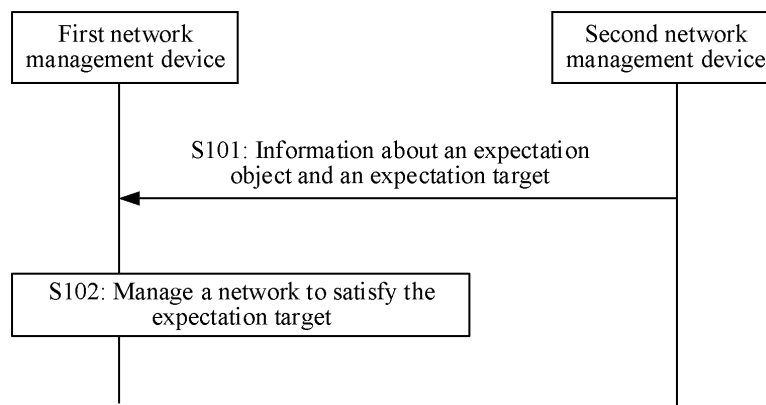 First network
management device
Second network
management device
S101: Information about an expectation
object and an expectation target
S102: Manage a network to satisfy the
expectation target